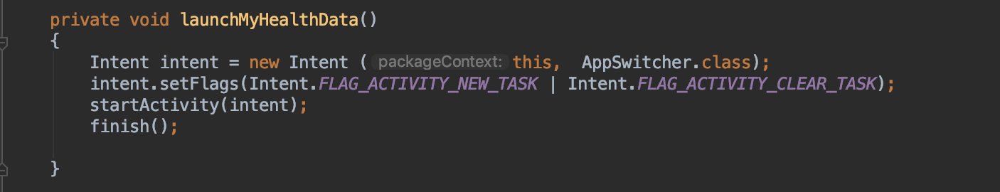 private void launchMyHealthData()
{
Intent intent = new Intent ( packageContext: this,  AppSwitcher.class);
intent.setFlags(Intent.FLAG_ACTIVITY_NEW_TASK | Intent.FLAG_ACTIVITY_CLEAR_TASK);
startActivity(intent);
finish();
}